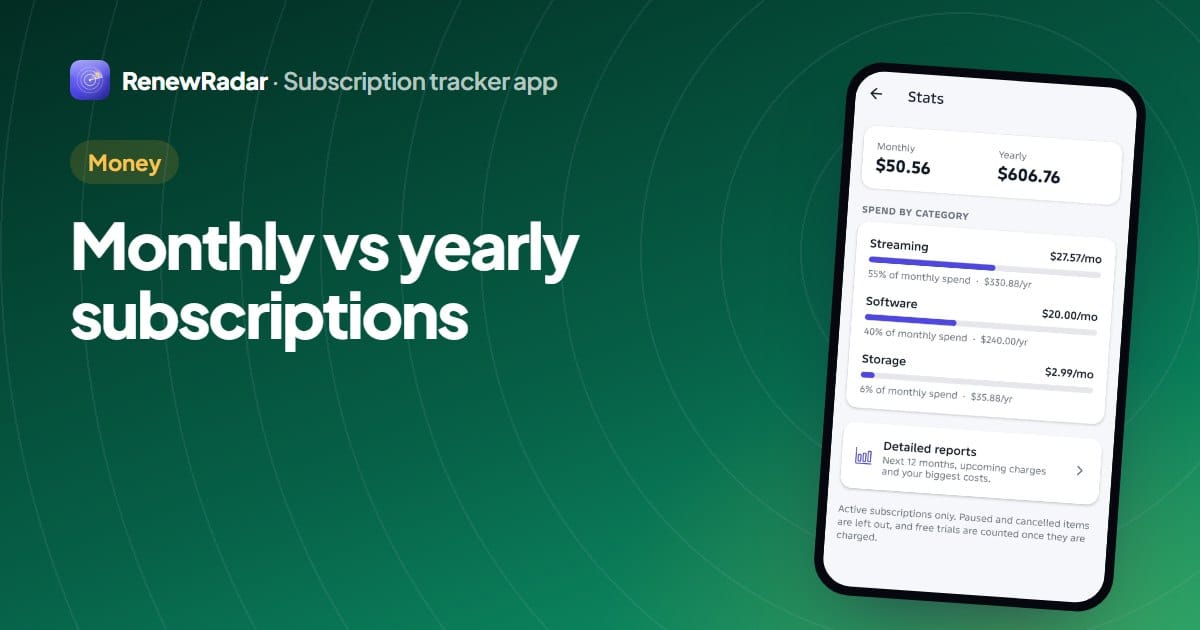 RenewRadar · Subscription tracker app
Money
Monthly vs yearly
subscriptions
Stats
Monthly
$50.56
Yearly
$606.76
SPEND BY CATEGORY
Streaming
$27.57/mo
55% of monthly spend · $330.88/yr
Software
$20.00/mo
40% of monthly spend · $240.00/yr
Storage
$2.99/mo
6% of monthly spend · $35.88/yr
Detailed reports
Next 12 months, upcoming charges
and your biggest costs.
Active subscriptions only. Paused and cancelled items
are left out, and free trials are counted once they are
charged.